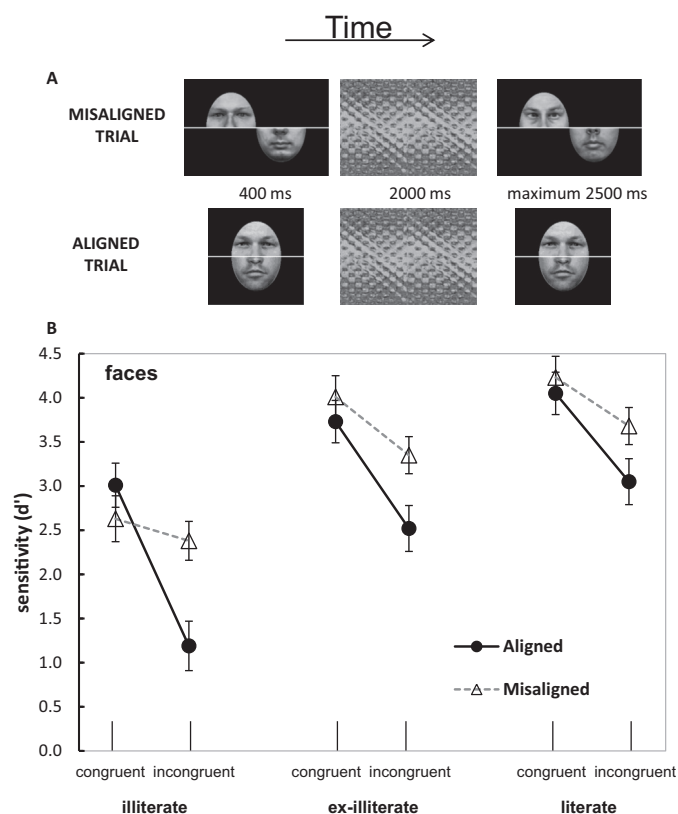 Time
A
MISALIGNED
TRIAL
400 ms 2000 ms maximum 2500 ms
ALIGNED
TRIAL
B
faces
sensitivity (d')
4.5
4.0
3.5
3.0
2.5
2.0
1.5
1.0
0.5
0.0
Aligned
Misaligned
congruent incongruent congruent incongruent congruent incongruent
illiterate ex-illiterate literate